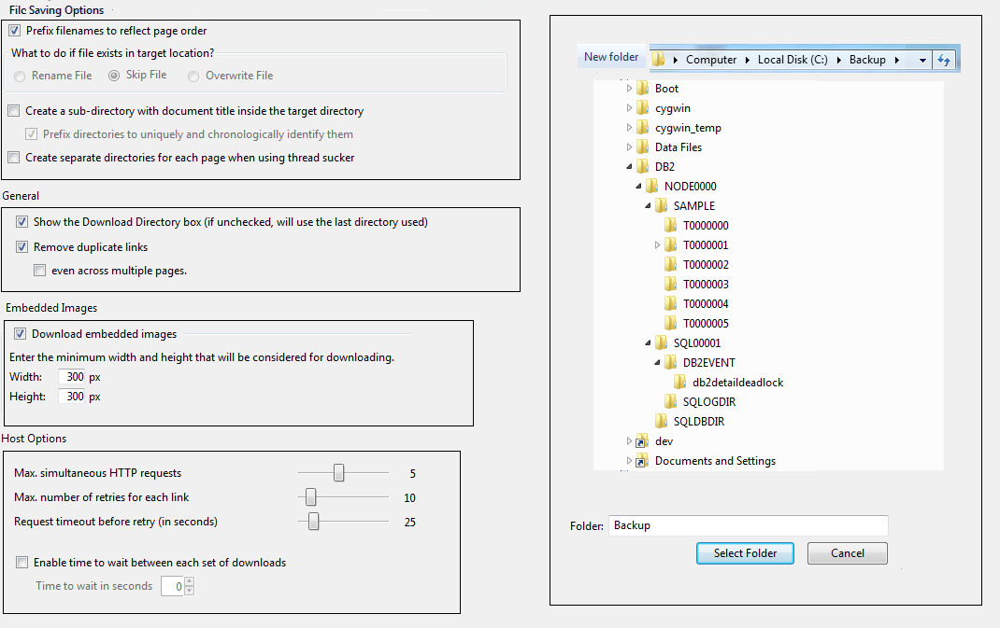 File Saving Options
Prefix filenames to reflect page order
What to do if file exists in target location?
Rename File Skip File Overwrite File
Create a sub-directory with document title inside the target directory
Prefix directories to uniquely and chronologically identify them
Create separate directories for each page when using thread sucker
General
Show the Download Directory box (if unchecked, will use the last directory used)
Remove duplicate links
even across multiple pages.
Embedded Images
Download embedded images
Enter the minimum width and height that will be considered for downloading.
Width: 300 px
Height: 300 px
Host Options
Max. simultaneous HTTP requests 5
Max. number of retries for each link 10
Request timeout before retry (in seconds) 25
Enable time to wait between each set of downloads
Time to wait in seconds 0
New folder Computer Local Disk (C:) Backup
Boot
cygwin
cygwin_temp
Data Files
DB2
NODE0000
SAMPLE
T0000000
T0000001
T0000002
T0000003
T0000004
T0000005
SQL00001
DB2EVENT
db2detaildeadlock
SQLOGDIR
SQLDBDIR
dev
Documents and Settings
Folder: Backup
Select Folder Cancel